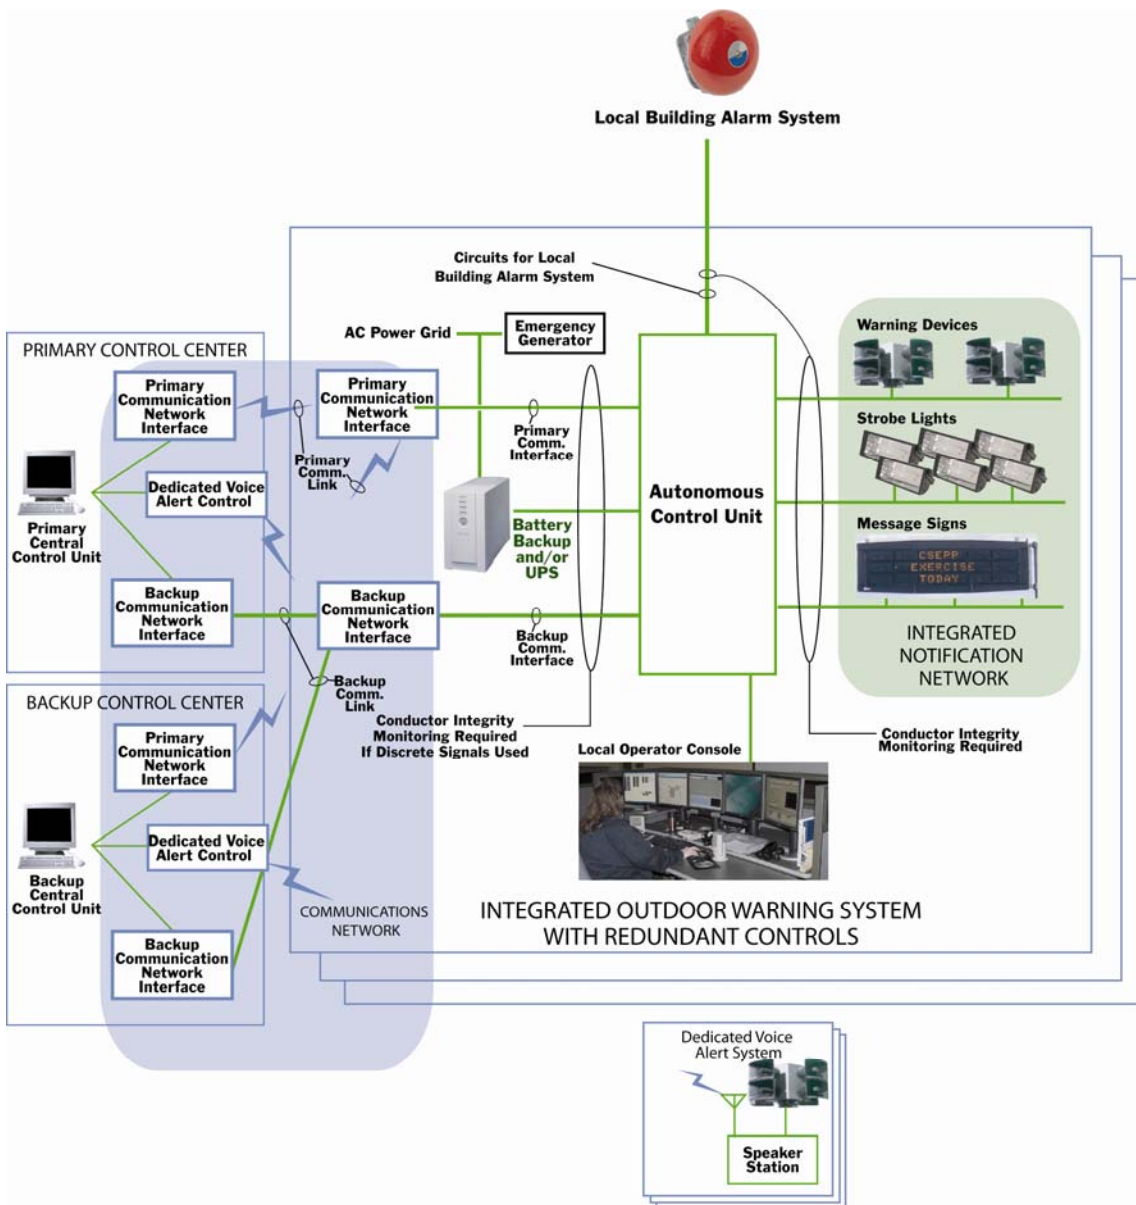 Local Building Alarm System
Circuits for Local
Building Alarm System
AC Power Grid
Emergency
Generator
PRIMARY CONTROL CENTER
Primary
Communication
Network
Interface
Dedicated Voice
Alert Control
Primary
Central
Control Unit
Backup
Communication
Network
Interface
Primary
Comm.
Link
Primary
Communication
Network
Interface
Primary
Comm.
Interface
Battery
Backup
and/or
UPS
Backup
Communication
Network
Interface
Backup
Comm.
Interface
Backup
Comm.
Link
Autonomous
Control Unit
Warning Devices
Strobe Lights
Message Signs
CSEPP
EXERCISE
TODAY
INTEGRATED
NOTIFICATION
NETWORK
Conductor Integrity
Monitoring Required
If Discrete Signals Used
Conductor Integrity
Monitoring Required
Local Operator Console
BACKUP CONTROL CENTER
Primary
Communication
Network
Interface
Dedicated Voice
Alert Control
Backup
Central
Control Unit
Backup
Communication
Network
Interface
COMMUNICATIONS
NETWORK
INTEGRATED OUTDOOR WARNING SYSTEM
WITH REDUNDANT CONTROLS
Dedicated Voice
Alert System
Speaker
Station